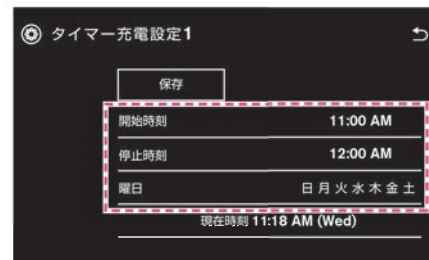 タイマー充電設定1
保存
開始時刻 11:00 AM
停止時刻 12:00 AM
曜日 日月火水木金土
現在時刻 11:18 AM (Wed)